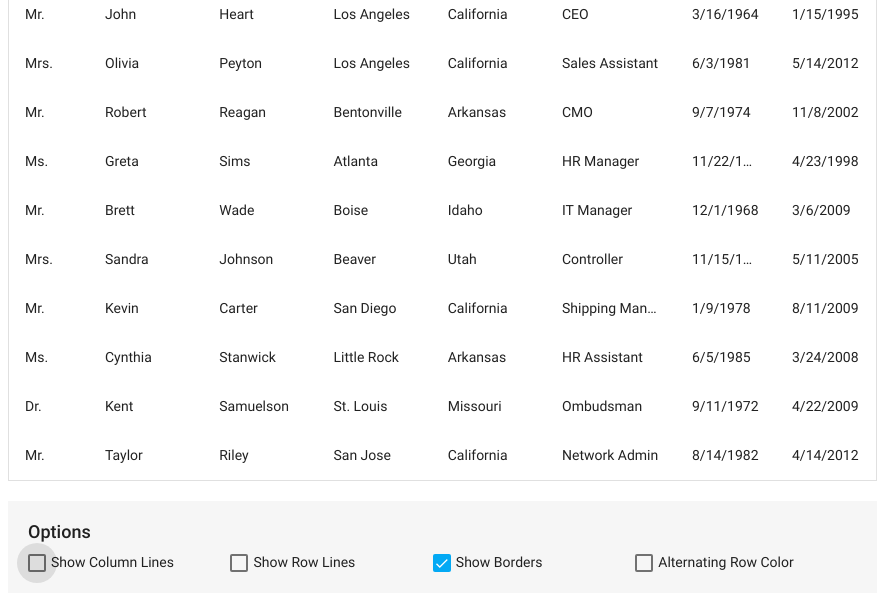 Mr. John Heart Los Angeles California CEO 3/16/1964 1/15/1995
Mrs. Olivia Peyton Los Angeles California Sales Assistant 6/3/1981 5/14/2012
Mr. Robert Reagan Bentonville Arkansas CMO 9/7/1974 11/8/2002
Ms. Greta Sims Atlanta Georgia HR Manager 11/22/1... 4/23/1998
Mr. Brett Wade Boise Idaho IT Manager 12/1/1968 3/6/2009
Mrs. Sandra Johnson Beaver Utah Controller 11/15/1... 5/11/2005
Mr. Kevin Carter San Diego California Shipping Man... 1/9/1978 8/11/2009
Ms. Cynthia Stanwick Little Rock Arkansas HR Assistant 6/5/1985 3/24/2008
Dr. Kent Samuelson St. Louis Missouri Ombudsman 9/11/1972 4/22/2009
Mr. Taylor Riley San Jose California Network Admin 8/14/1982 4/14/2012
Options
Show Column Lines Show Row Lines Show Borders Alternating Row Color